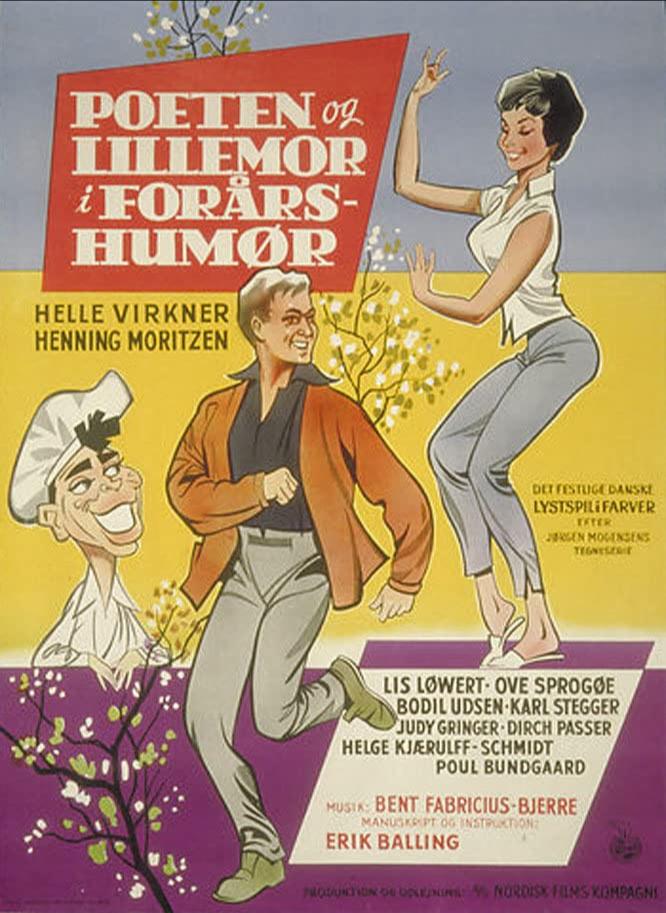 POETEN og
LILLEMOR
i FORÅRS-
HUMØR
HELLE VIRKNER
HENNING MORITZEN
DET FESTLIGE DANSKE
LYSTSPIL i FARVER
EFTER
JØRGEN MOGENSENS
TEGNESERIE
LIS LØWERT · OVE SPROGØE
BODIL UDSEN · KARL STEGGER
JUDY GRINGER · DIRCH PASSER
HELGE KJÆRULFF-SCHMIDT
POUL BUNDGAARD
MUSIK: BENT FABRICIUS-BJERRE
MANUSKRIPT OG INSTRUKTION:
ERIK BALLING
PRODUKTION OG UDLEJNING: A/S NORDISK FILMS KOMPAGNI